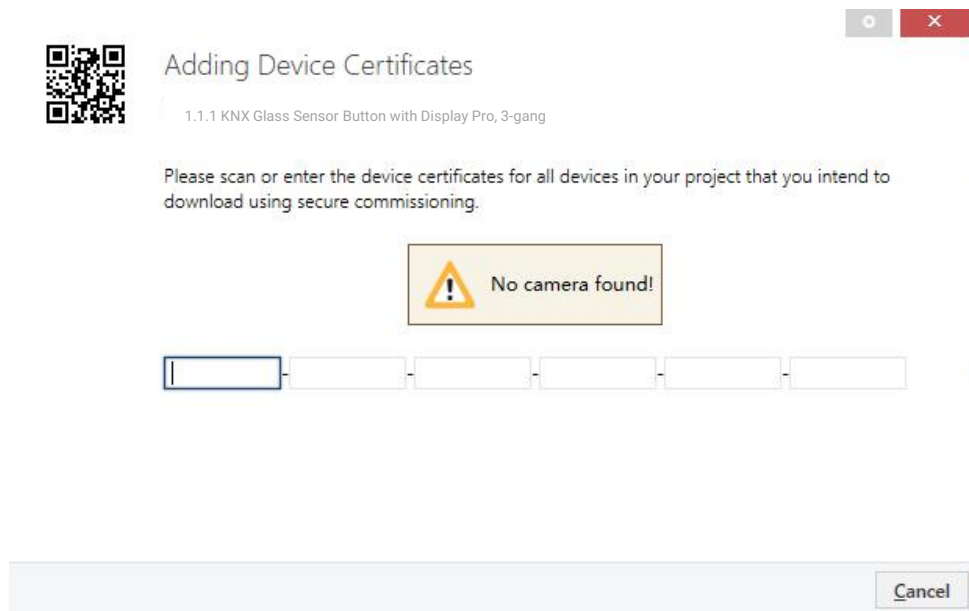 Adding Device Certificates
1.1.1 KNX Glass Sensor Button with Display Pro, 3-gang
Please scan or enter the device certificates for all devices in your project that you intend to
download using secure commissioning.
No camera found!
- - - - -
Cancel